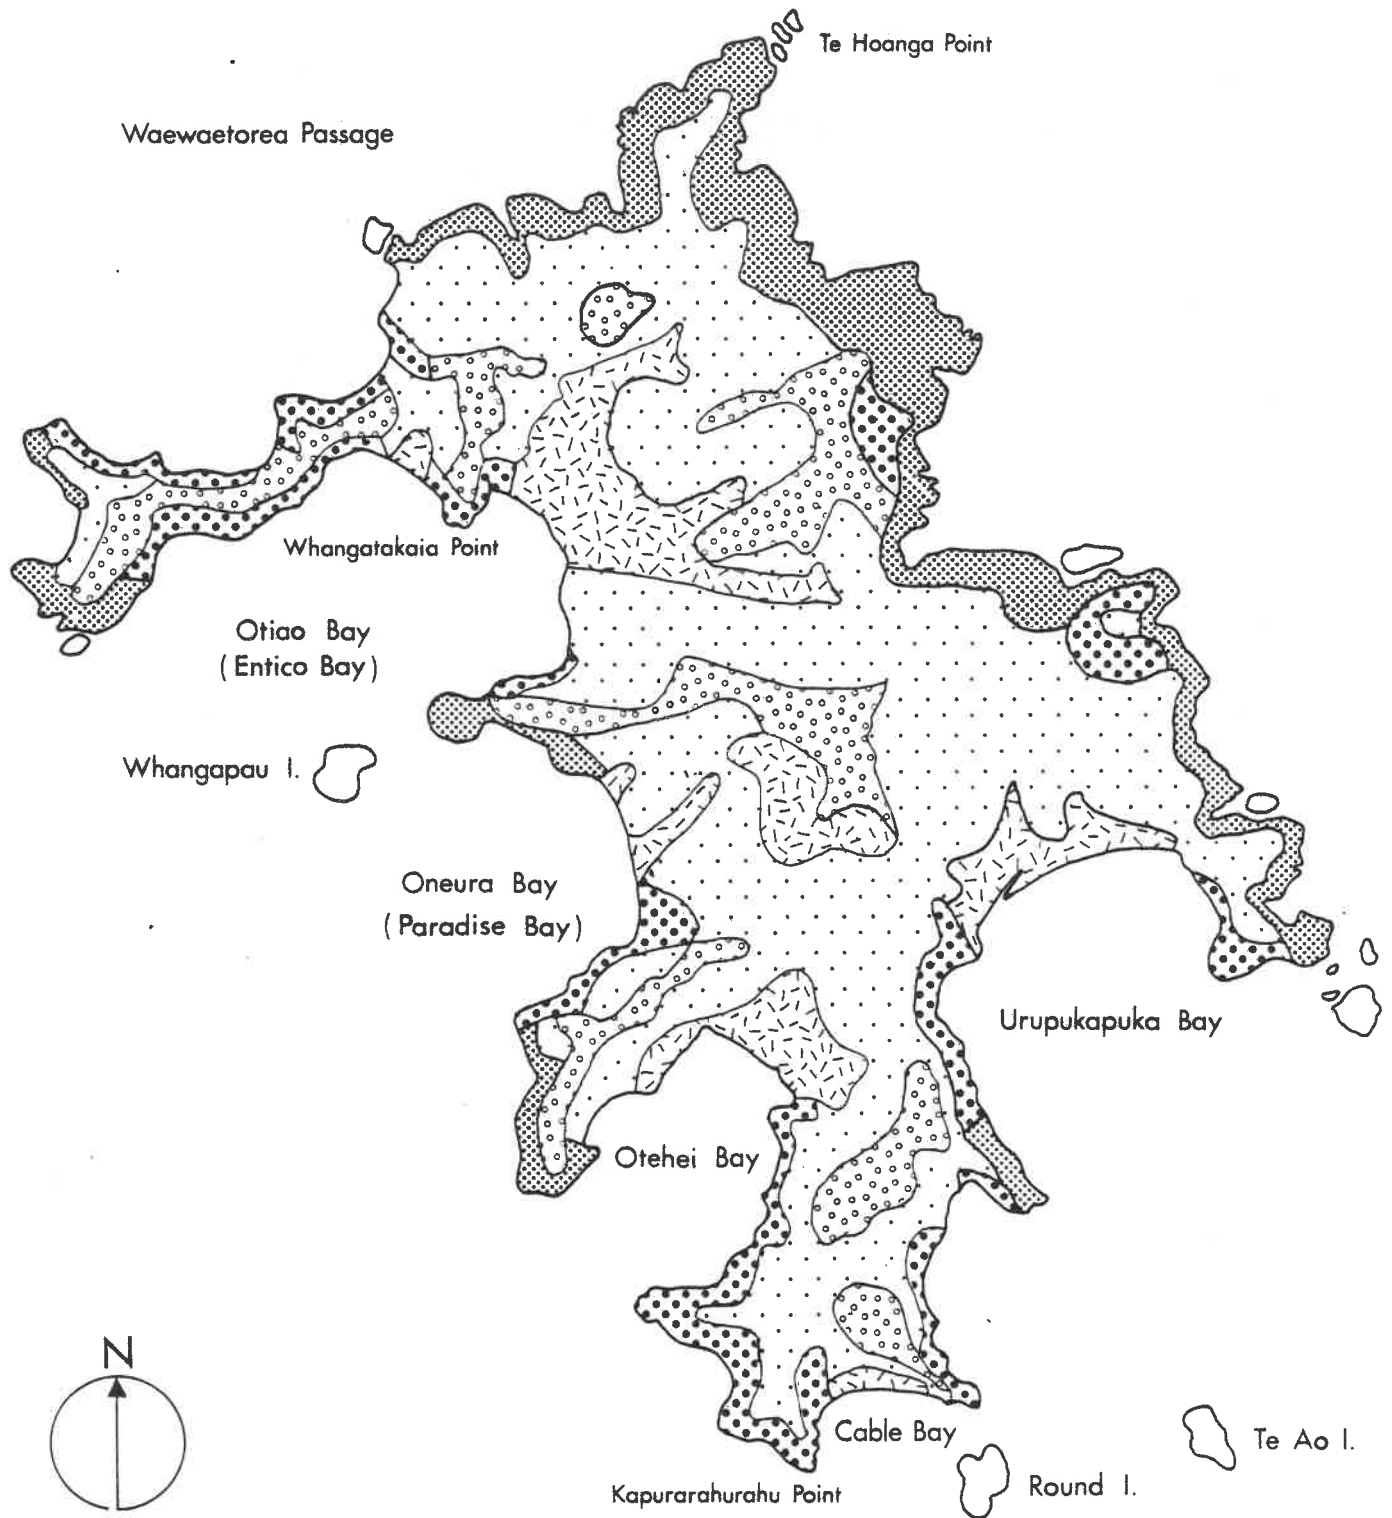 Te Hoanga Point
Waewaetorea Passage
Whangatakaia Point
Otiao Bay
(Entico Bay)
Whangapau I.
Oneura Bay
(Paradise Bay)
Urupukapuka Bay
Otehei Bay
N
Cable Bay
Te Ao I.
Round I.
Kapurarahurahu Point